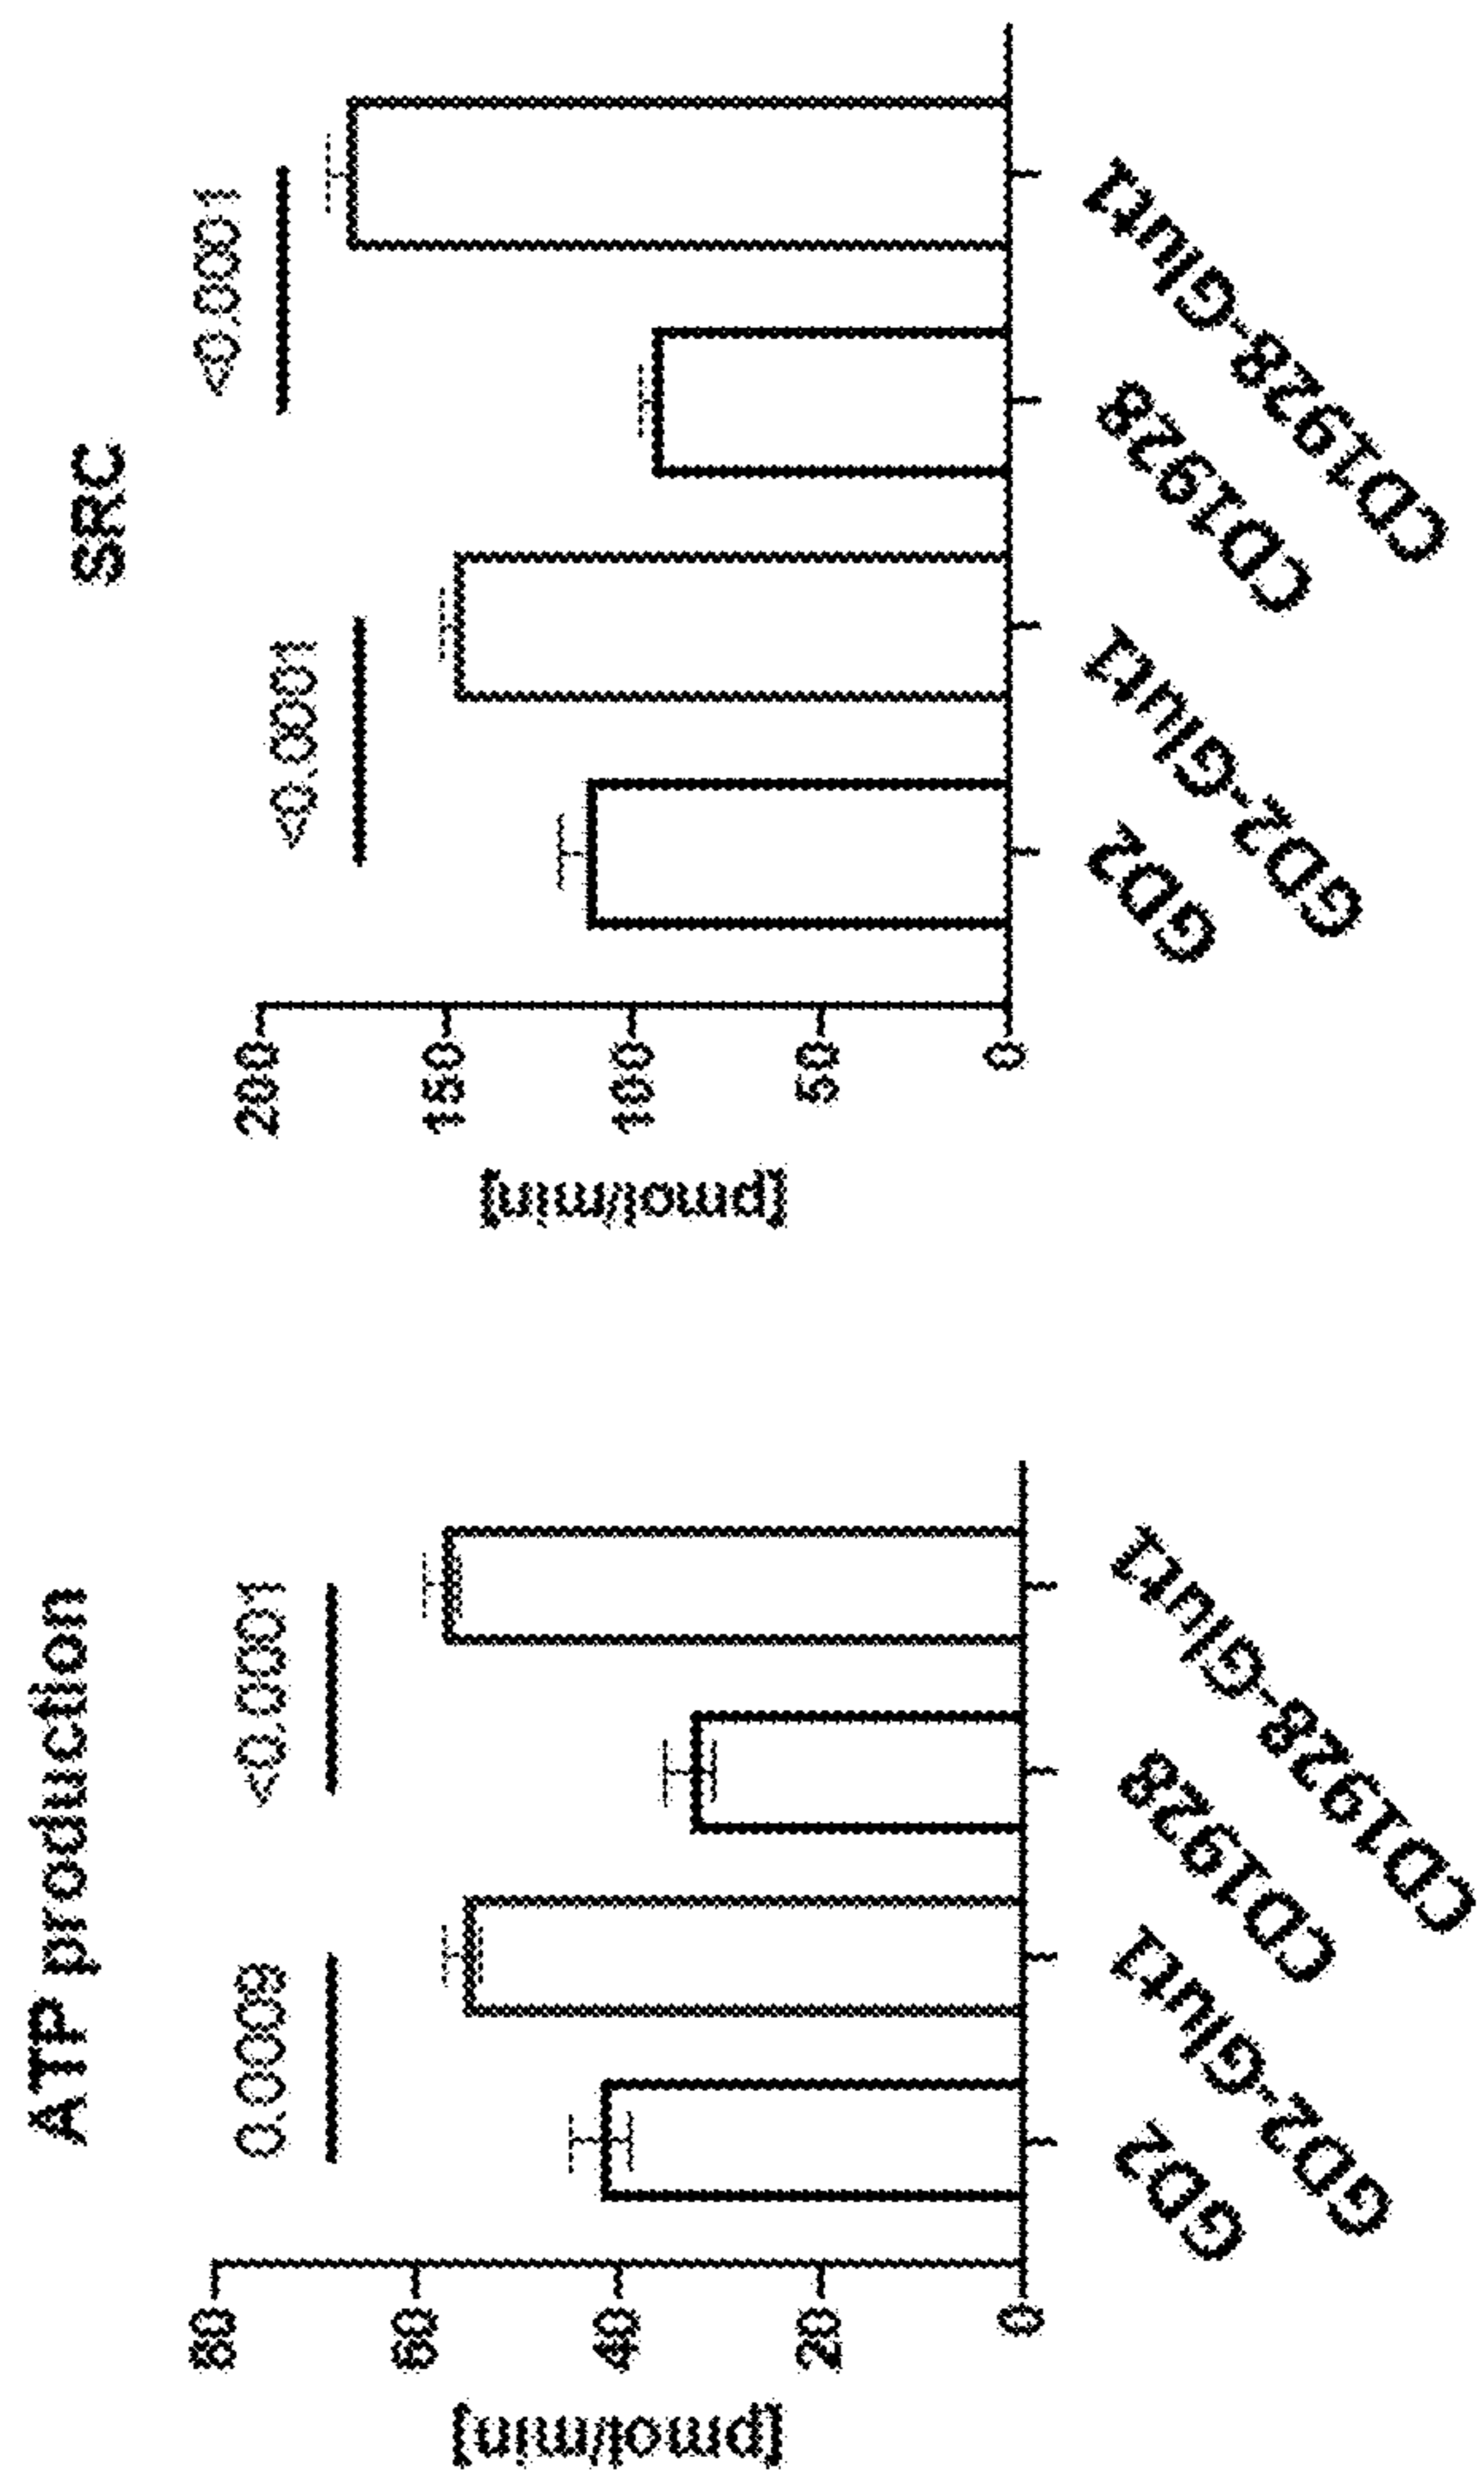 ATP production
[pmol/min]
80
60
40
20
0
0.0008
<0.0001
GD2
GD2-Glut1
CD1928
CD1928-Glut1
SRC
[pmol/min]
200
150
100
50
0
<0.0001
<0.0001
GD2
GD2-Glut1
CD1928
CD1928-Glut1